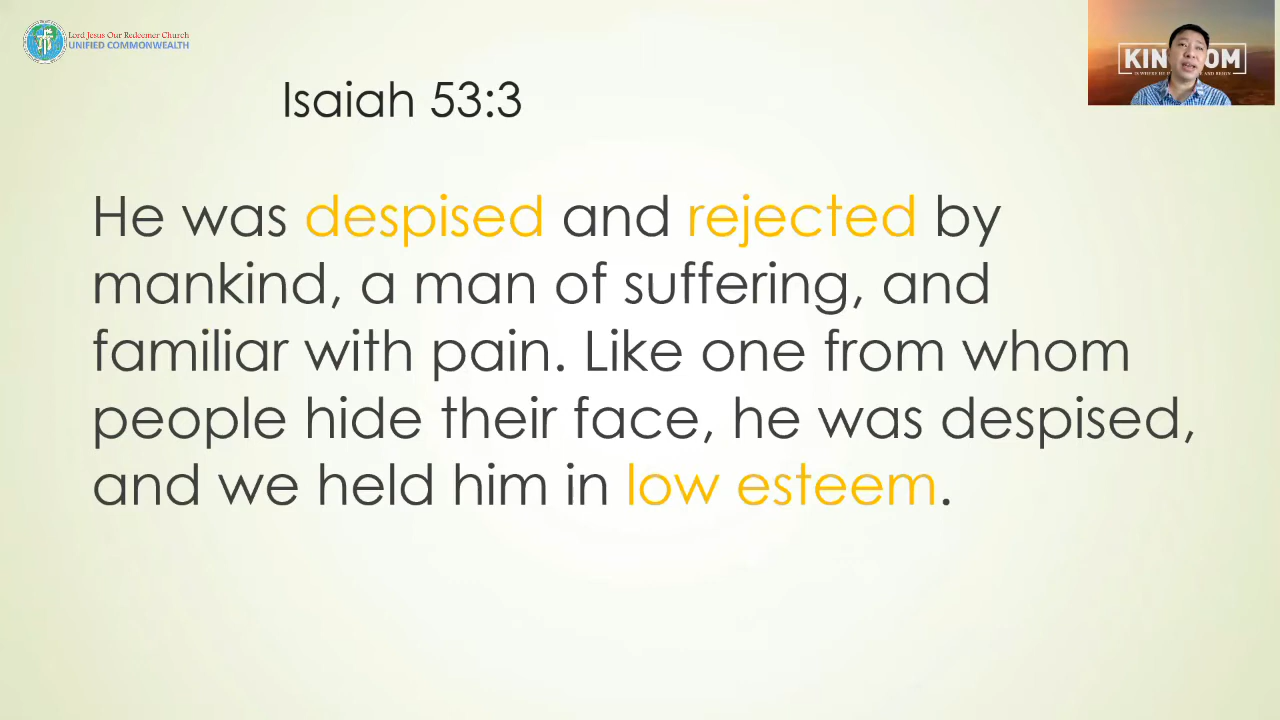 Lord Jesus Our Redeemer Church
UNIFIED COMMONWEALTH
Isaiah 53:3
He was despised and rejected by
mankind, a man of suffering, and
familiar with pain. Like one from whom
people hide their face, he was despised,
and we held him in low esteem.